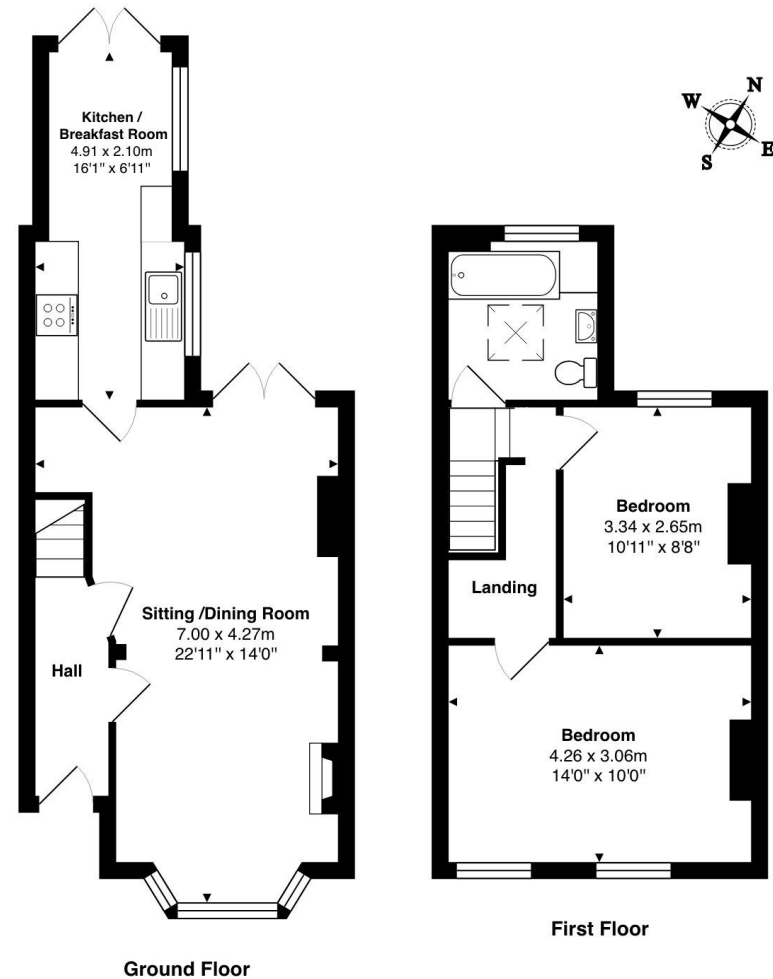 Kitchen /
Breakfast Room
4.91 x 2.10m
16'1" x 6'11"
N
W
E
S
Sitting /Dining Room
7.00 x 4.27m
22'11" x 14'0"
Hall
Ground Floor
Bedroom
3.34 x 2.65m
10'11" x 8'8"
Landing
Bedroom
4.26 x 3.06m
14'0" x 10'0"
First Floor